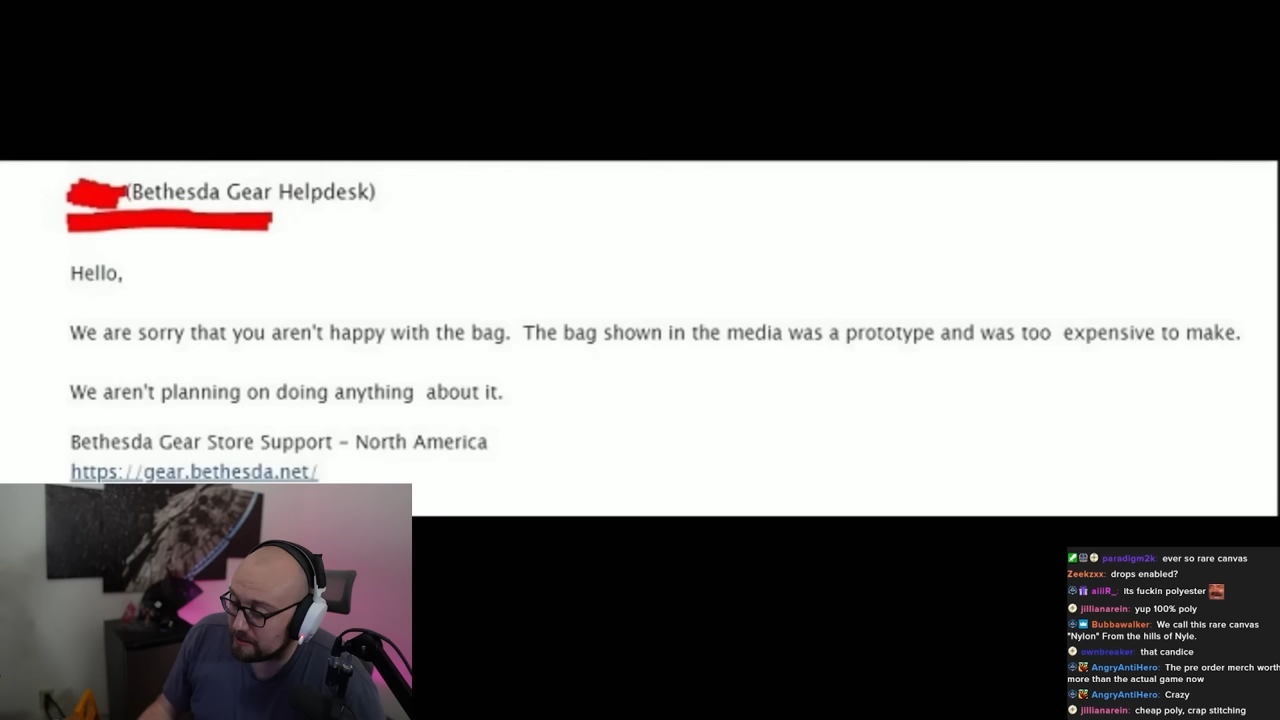 (Bethesda Gear Helpdesk)
Hello,
We are sorry that you aren't happy with the bag.  The bag shown in the media was a prototype and was too  expensive to make.
We aren't planning on doing anything  about it.
Bethesda Gear Store Support – North America
https://gear.bethesda.net/
paradigm2k: ever so rare canvas
Zeekzxx: drops enabled?
aiiiR_: its fuckin polyester
jillianarein: yup 100% poly
Bubbawalker: We call this rare canvas
"Nylon" From the hills of Nyle.
ownbreaker: that candice
AngryAntiHero: The pre order merch worth
more than the actual game now
AngryAntiHero: Crazy
jillianarein: cheap poly, crap stitching